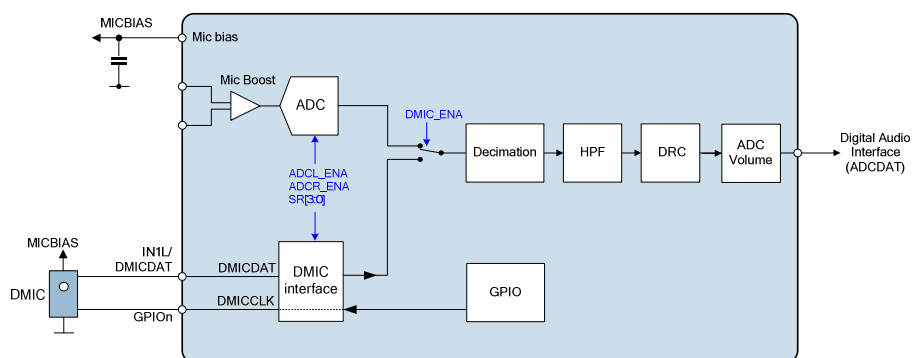 MICBIAS
Mic bias
Mic Boost
ADC
DMIC_ENA
Decimation
HPF
DRC
ADC
Volume
Digital Audio
Interface
(ADCDAT)
ADCL_ENA
ADCR_ENA
SR[3:0]
MICBIAS
IN1L/
DMICDAT
DMICDAT
DMIC
interface
DMIC
DMICCLK
GPIOn
GPIO